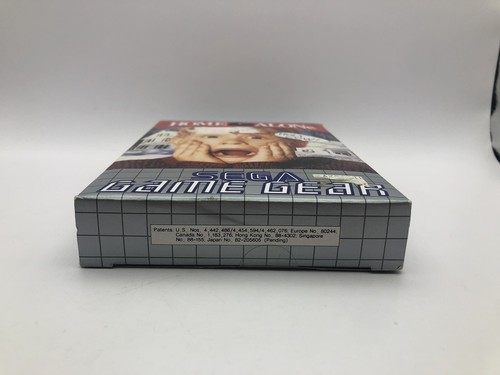 HOME ALONE
SEGA
GAME GEAR
Patents: U.S. Nos. 4,442,486/4,454,594/4,462,076; Europe No. 80244;
Canada No. 1,183,276; Hong Kong No. 88-4302; Singapore
No. 88-155; Japan No. 82-205605 (Pending)